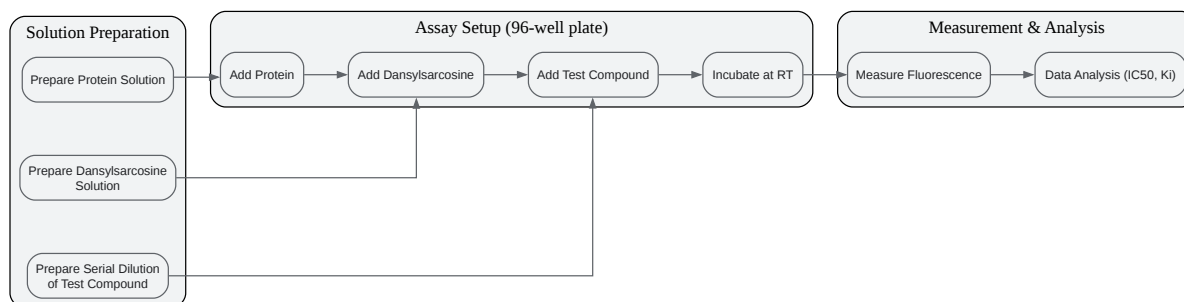 Solution Preparation
Prepare Protein Solution
Prepare Dansylsarcosine
Solution
Prepare Serial Dilution
of Test Compound
Assay Setup (96-well plate)
Add Protein
Add Dansylsarcosine
Add Test Compound
Incubate at RT
Measurement & Analysis
Measure Fluorescence
Data Analysis (IC50, Ki)